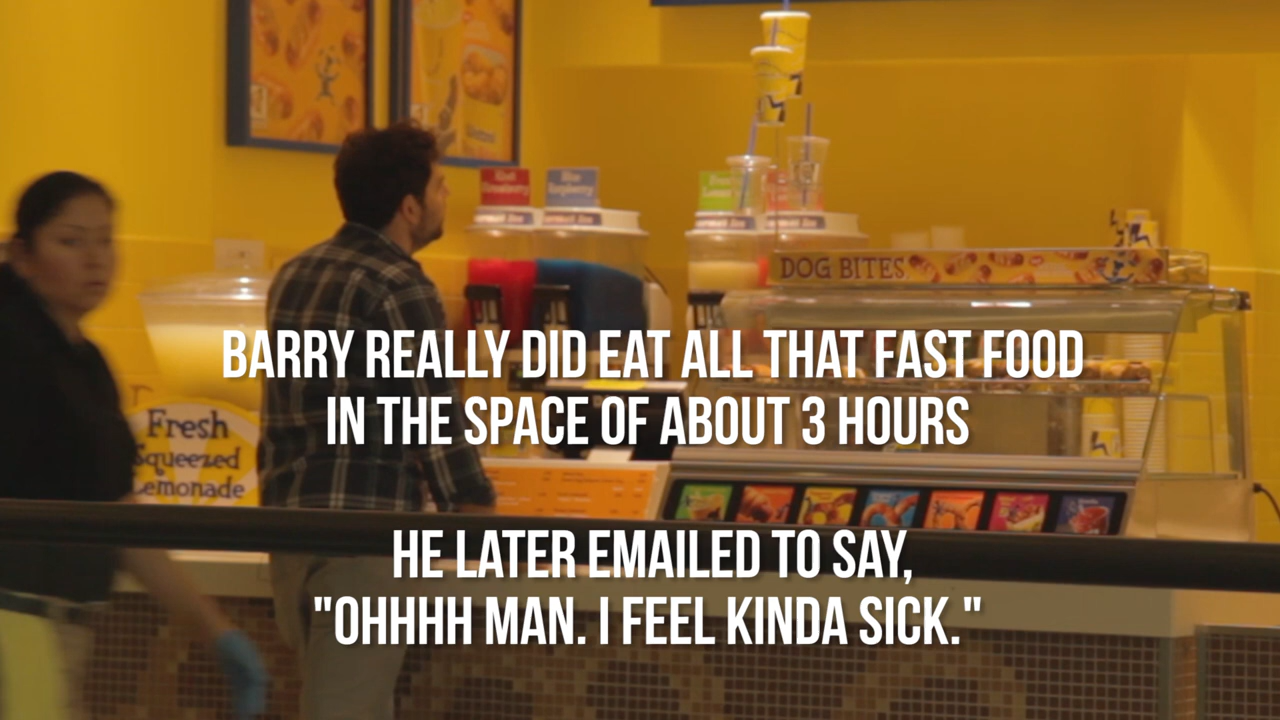 DOG BITES
BARRY REALLY DID EAT ALL THAT FAST FOOD
IN THE SPACE OF ABOUT 3 HOURS
Fresh
Squeezed
Lemonade
HE LATER EMAILED TO SAY,
"OHHHH MAN. I FEEL KINDA SICK."